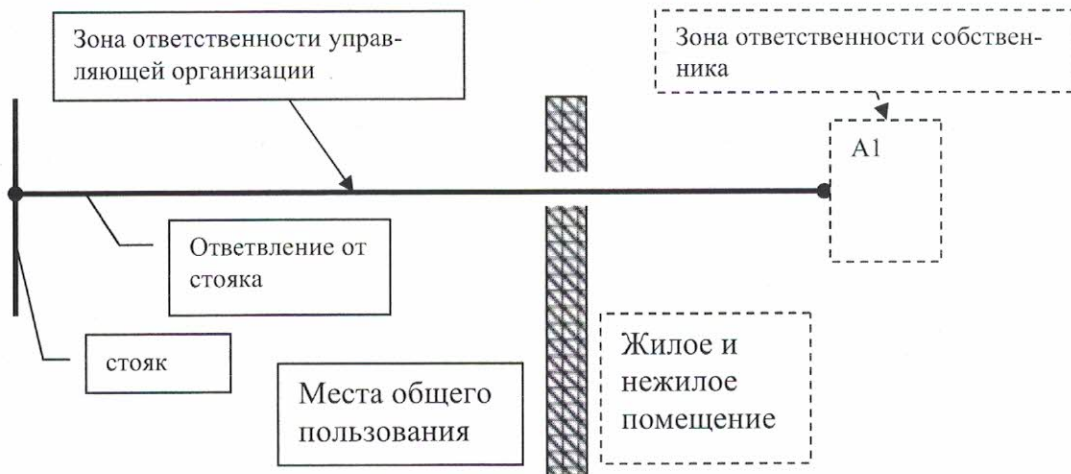 Зона ответственности управ-
ляющей организации
Зона ответственности собствен-
ника
А1
Ответвление от
стояка
стояк
Места общего
пользования
Жилое и
нежилое
помещение